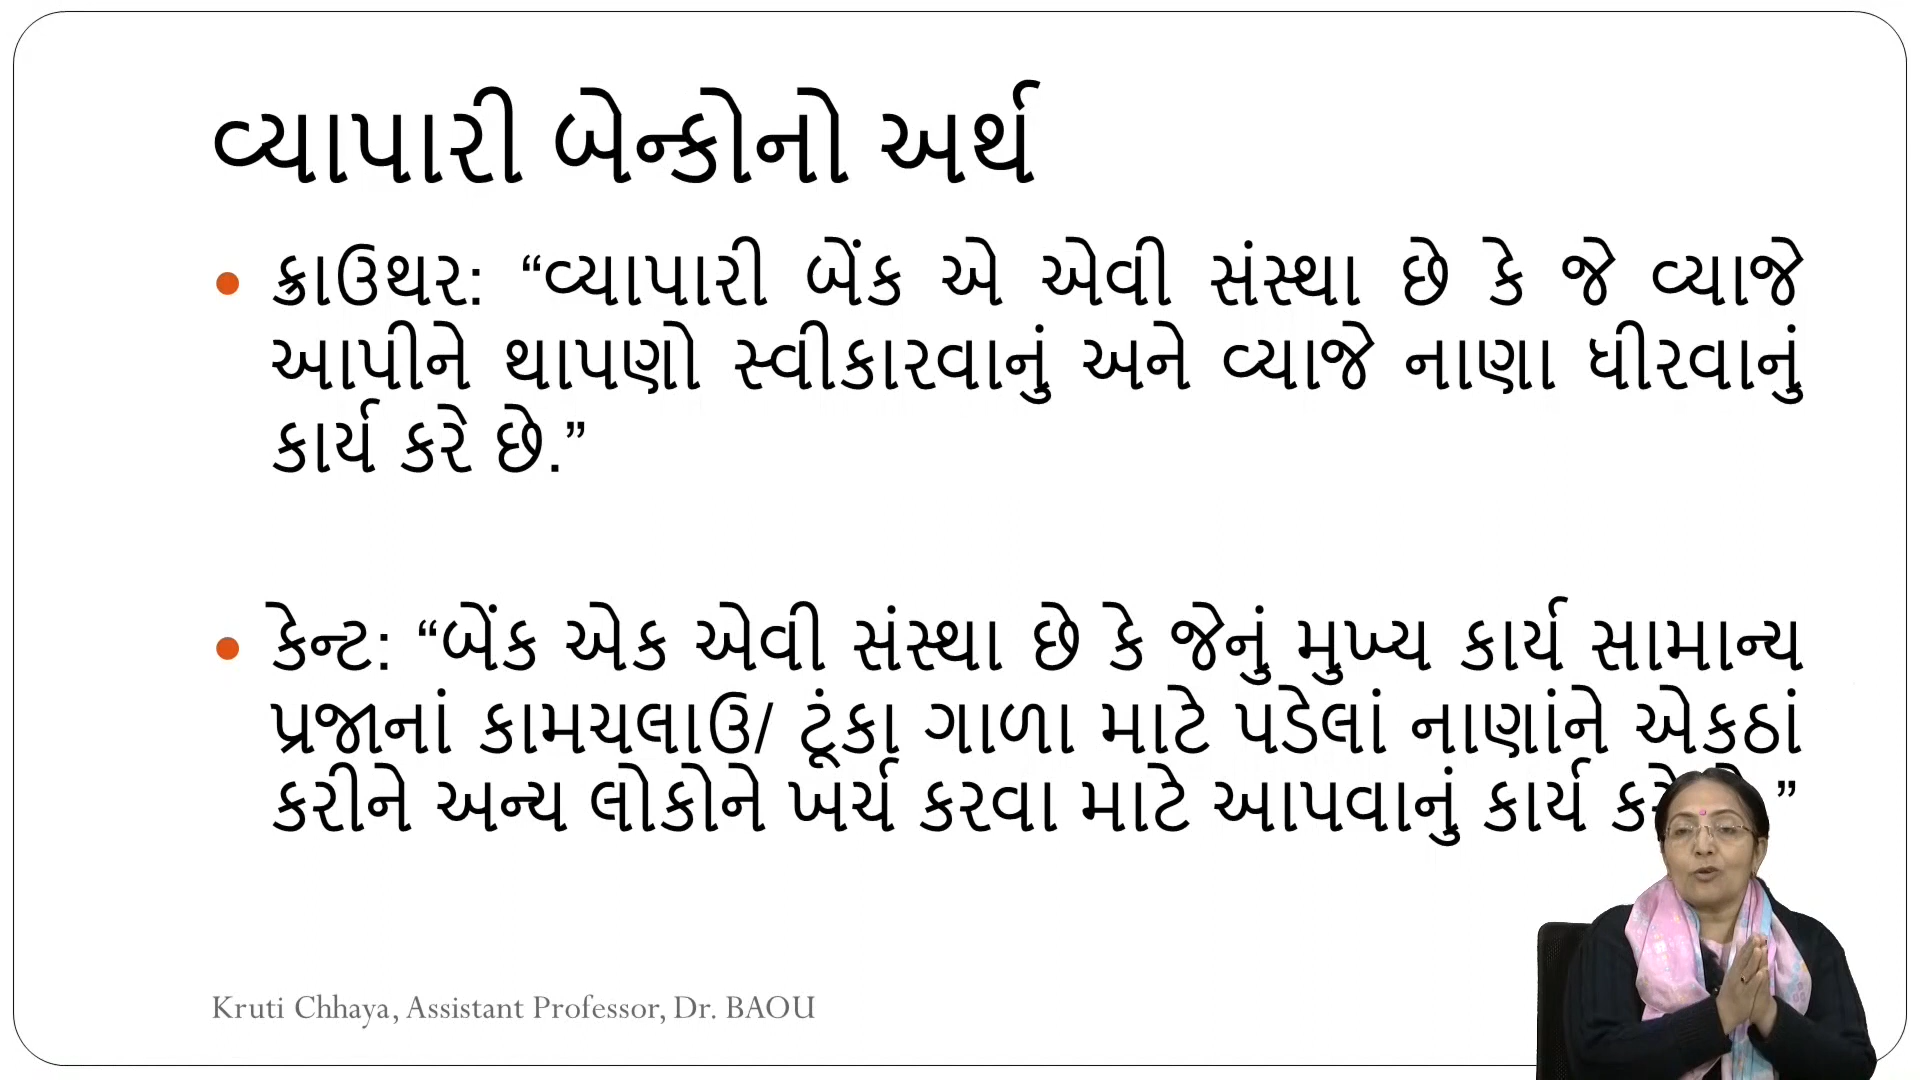 વ્યાપારી બેન્કોનો અર્થ
• ક્રાઉથર: “વ્યાપારી બેંક એ એવી સંસ્થા છે કે જે વ્યાજે
આપીને થાપણો સ્વીકારવાનું અને વ્યાજે નાણા ધીરવાનું
કાર્ય કરે છે.”
• કેન્ટ: “બેંક એક એવી સંસ્થા છે કે જેનું મુખ્ય કાર્ય સામાન્ય
પ્રજાનાં કામચલાઉ/ ટૂંકા ગાળા માટે પડેલાં નાણાંને એકઠાં
કરીને અન્ય લોકોને ખર્ચ કરવા માટે આપવાનું કાર્ય ”
Kruti Chhaya, Assistant Professor, Dr. BAOU